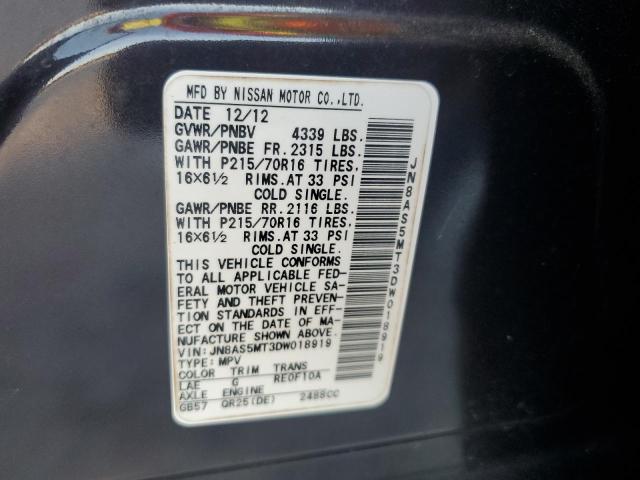 MFD BY NISSAN MOTOR CO.,LTD.
DATE 12/12
GVWR/PNBV 4339 LBS.
GAWR/PNBE FR. 2315 LBS.
WITH P215/70R16 TIRES.
16×6½ RIMS. AT 33 PSI
COLD SINGLE.
GAWR/PNBE RR. 2116 LBS.
WITH P215/70R16 TIRES.
16×6½ RIMS. AT 33 PSI
COLD SINGLE.
THIS VEHICLE CONFORMS
TO ALL APPLICABLE FED-
ERAL MOTOR VEHICLE SA-
FETY AND THEFT PREVEN-
TION STANDARDS IN EFF-
ECT ON THE DATE OF MA-
NUFACTURE SHOWN ABOVE.
VIN: JN8AS5MT3DW018919
TYPE: MPV
COLOR TRIM TRANS
LAE G RE0F10A
AXLE ENGINE
GB57 QR25(DE) 2488CC
JN8AS5MT3DW018919